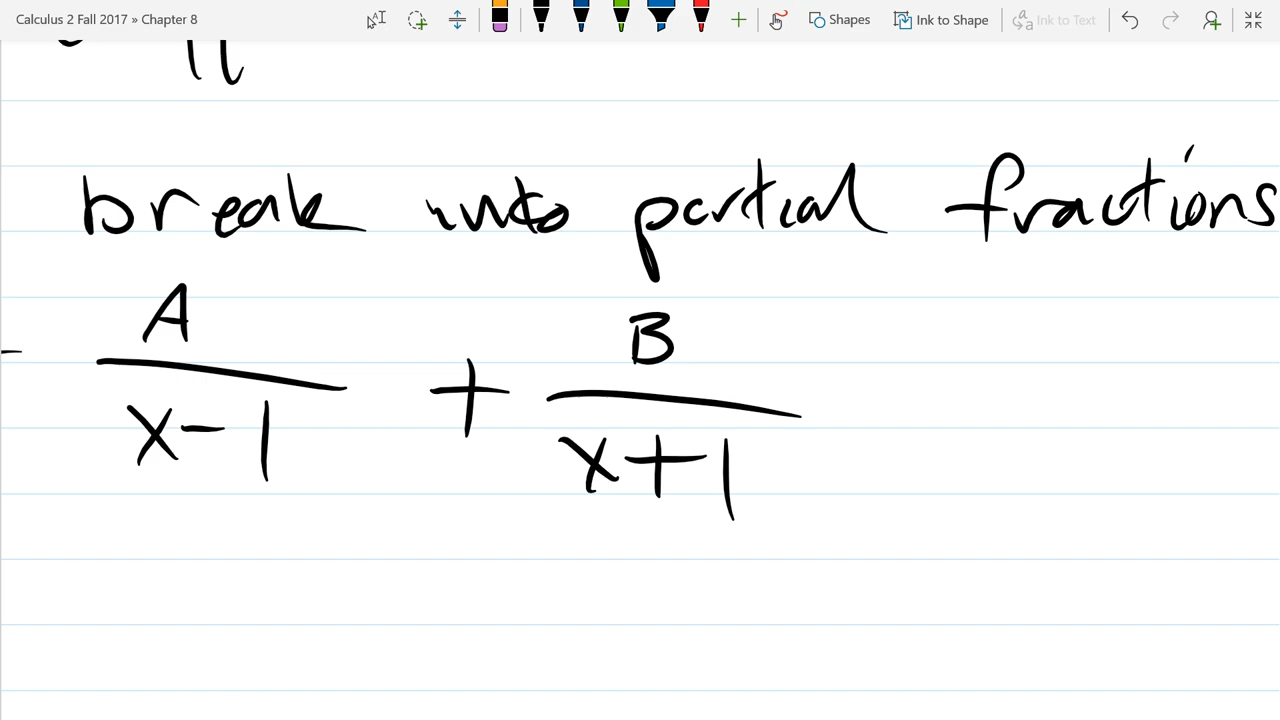 Calculus 2 Fall 2017 » Chapter 8
Shapes
Ink to Shape
Ink to Text
break into partial fractions
A B
x-1 + x+1